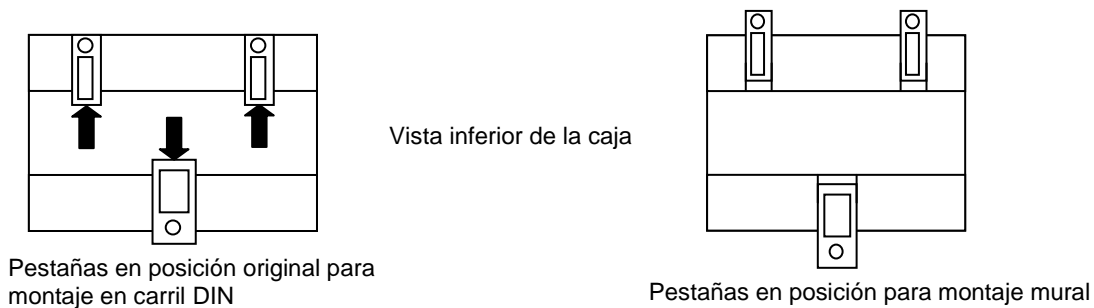 Vista inferior de la caja
Pestañas en posición original para
montaje en carril DIN
Pestañas en posición para montaje mural